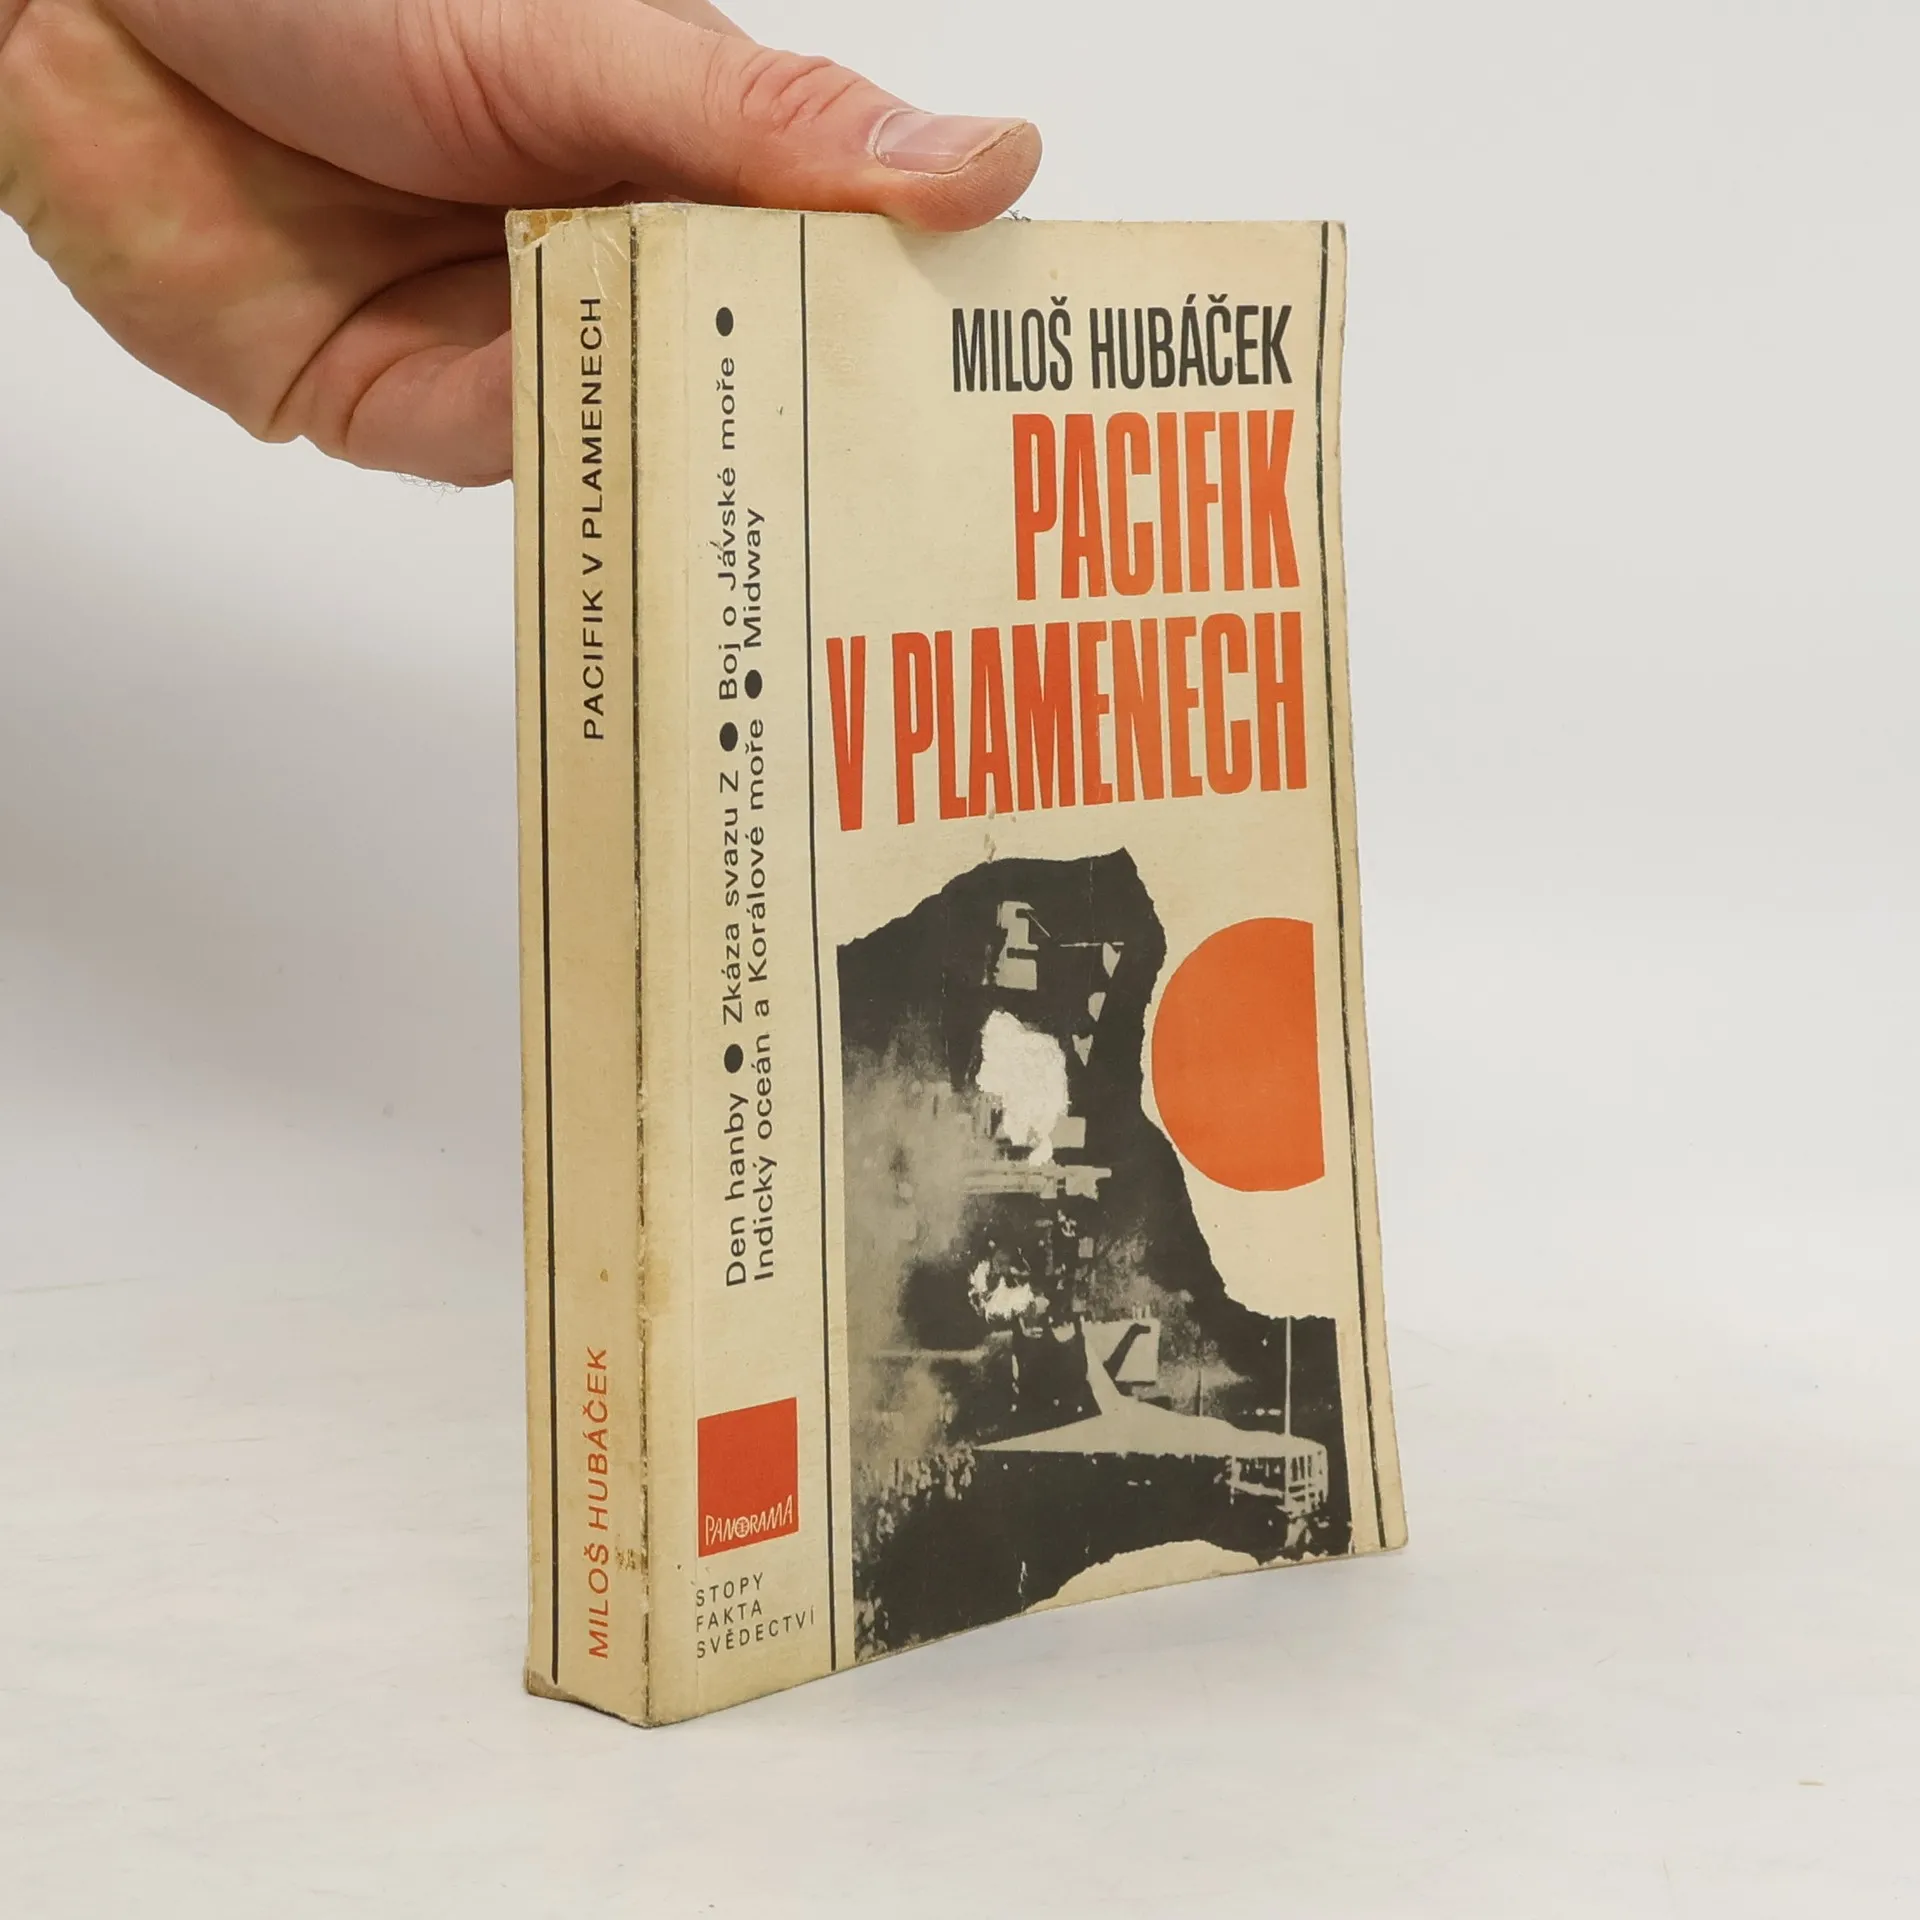 PACIFIK V PLAMENECH
MILOŠ HUBÁČEK
Den hanby ● Zkáza svazu Z ● Boj o Jávské moře ●
Indický oceán a Korálové moře ● Midway
PANORAMA
STOPY
FAKTA
SVĚDECTVÍ
MILOŠ HUBÁČEK
PACIFIK
V PLAMENECH